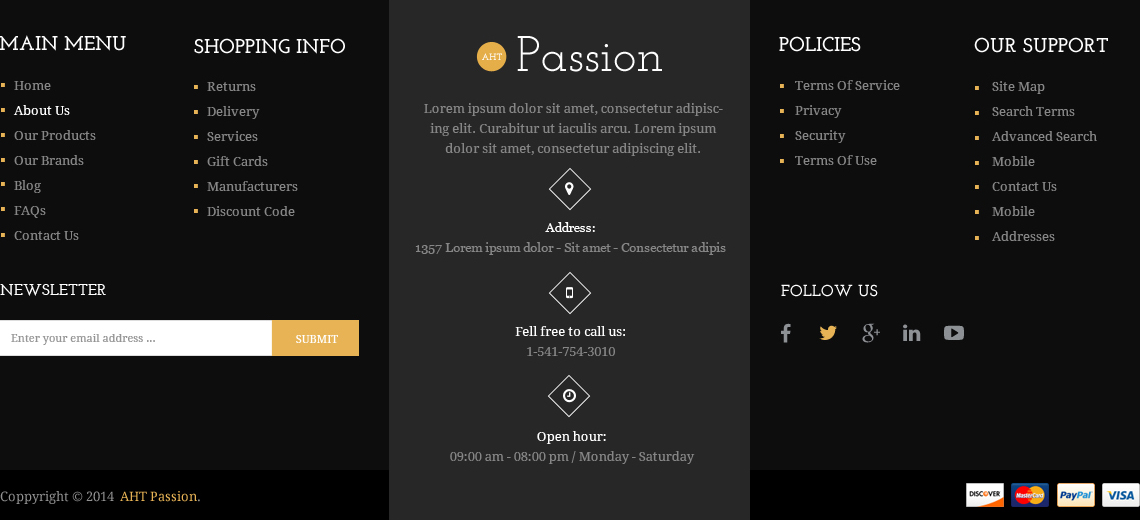 MAIN MENU
Home
About Us
Our Products
Our Brands
Blog
FAQs
Contact Us
SHOPPING INFO
Returns
Delivery
Services
Gift Cards
Manufacturers
Discount Code
NEWSLETTER
Enter your email address ...
SUBMIT
Coppyright © 2014 AHT Passion.
AHT Passion
Lorem ipsum dolor sit amet, consectetur adipisc-
ing elit. Curabitur ut iaculis arcu. Lorem ipsum
dolor sit amet, consectetur adipiscing elit.
Address:
1357 Lorem ipsum dolor - Sit amet - Consectetur adipis
Fell free to call us:
1-541-754-3010
Open hour:
09:00 am - 08:00 pm / Monday - Saturday
POLICIES
Terms Of Service
Privacy
Security
Terms Of Use
OUR SUPPORT
Site Map
Search Terms
Advanced Search
Mobile
Contact Us
Mobile
Addresses
FOLLOW US
DISCOVER
MasterCard
PayPal
VISA